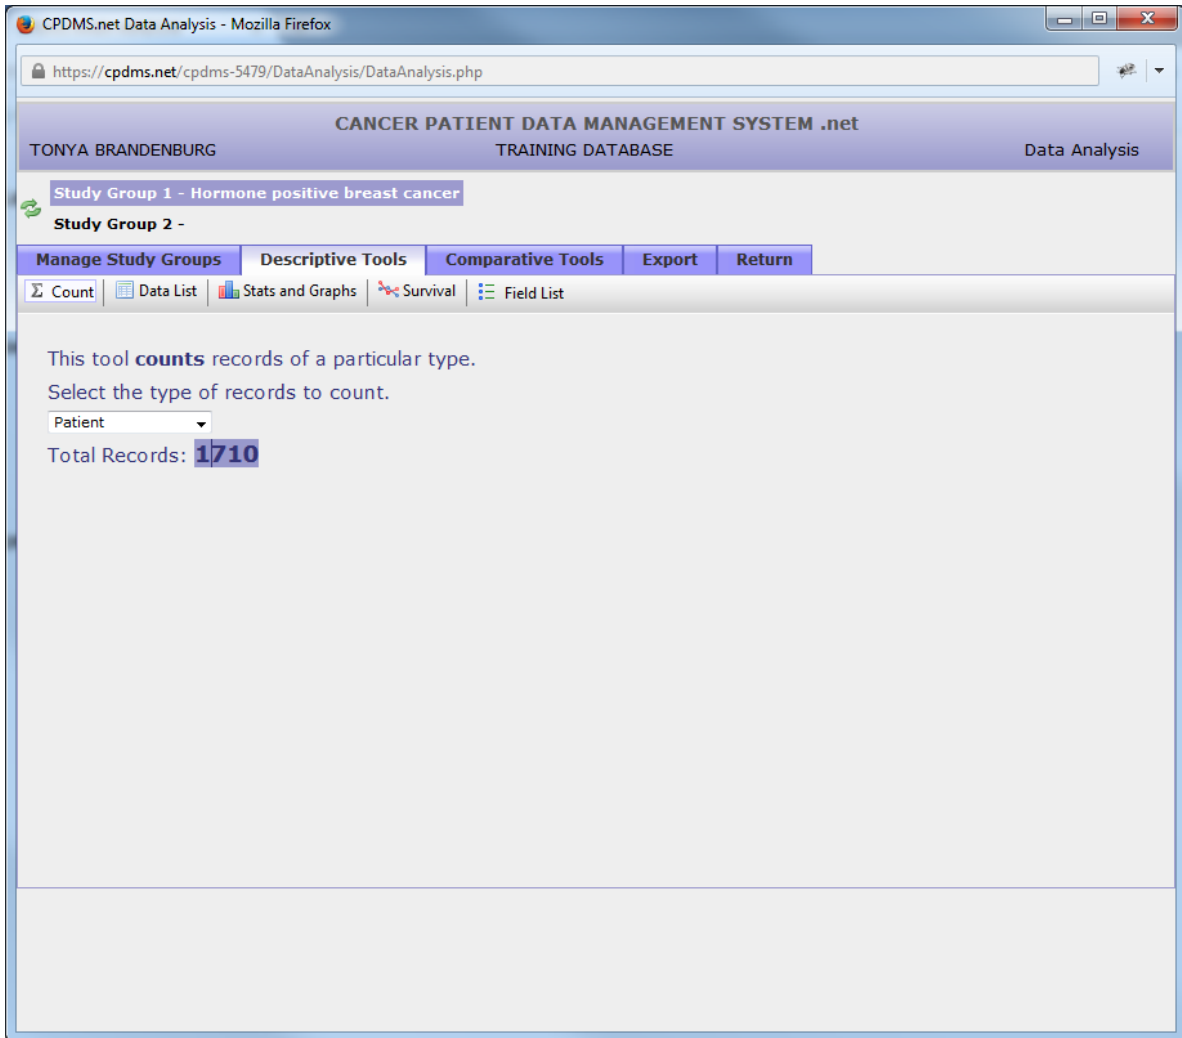 CPDMS.net Data Analysis - Mozilla Firefox
https://cpdms.net/cpdms-5479/DataAnalysis/DataAnalysis.php
CANCER PATIENT DATA MANAGEMENT SYSTEM .net
TONYA BRANDENBURG TRAINING DATABASE Data Analysis
Study Group 1 - Hormone positive breast cancer
Study Group 2 -
Manage Study Groups Descriptive Tools Comparative Tools Export Return
Σ Count Data List Stats and Graphs Survival Field List
This tool counts records of a particular type.
Select the type of records to count.
Patient
Total Records: 1710